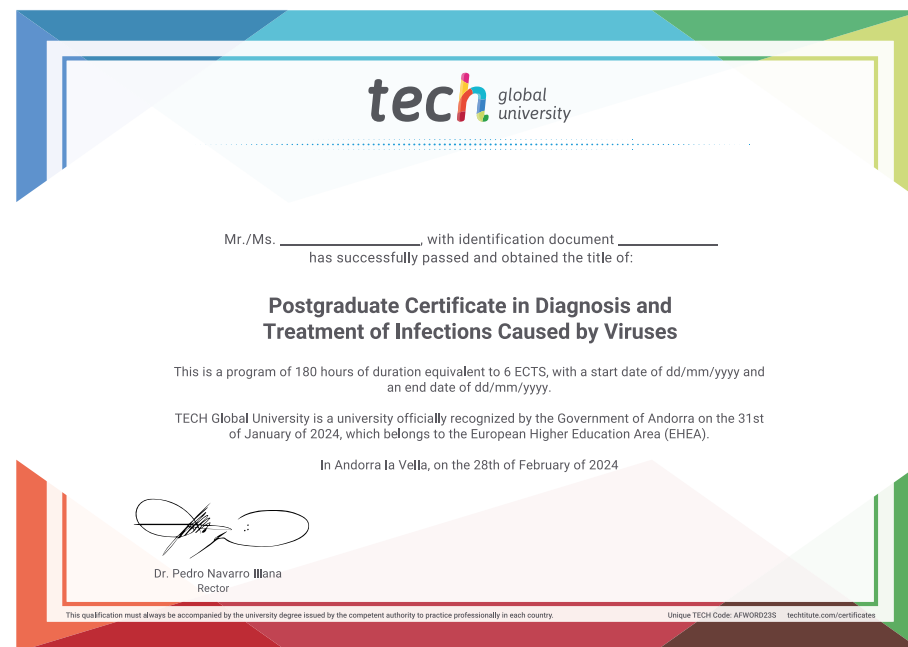 tech global university
Mr./Ms. ____________________, with identification document ______________
has successfully passed and obtained the title of:
Postgraduate Certificate in Diagnosis and
Treatment of Infections Caused by Viruses
This is a program of 180 hours of duration equivalent to 6 ECTS, with a start date of dd/mm/yyyy and
an end date of dd/mm/yyyy.
TECH Global University is a university officially recognized by the Government of Andorra on the 31st
of January of 2024, which belongs to the European Higher Education Area (EHEA).
In Andorra la Vella, on the 28th of February of 2024
Dr. Pedro Navarro Illana
Rector
This qualification must always be accompanied by the university degree issued by the competent authority to practice professionally in each country.
Unique TECH Code: AFWORD23S techtitute.com/certificates